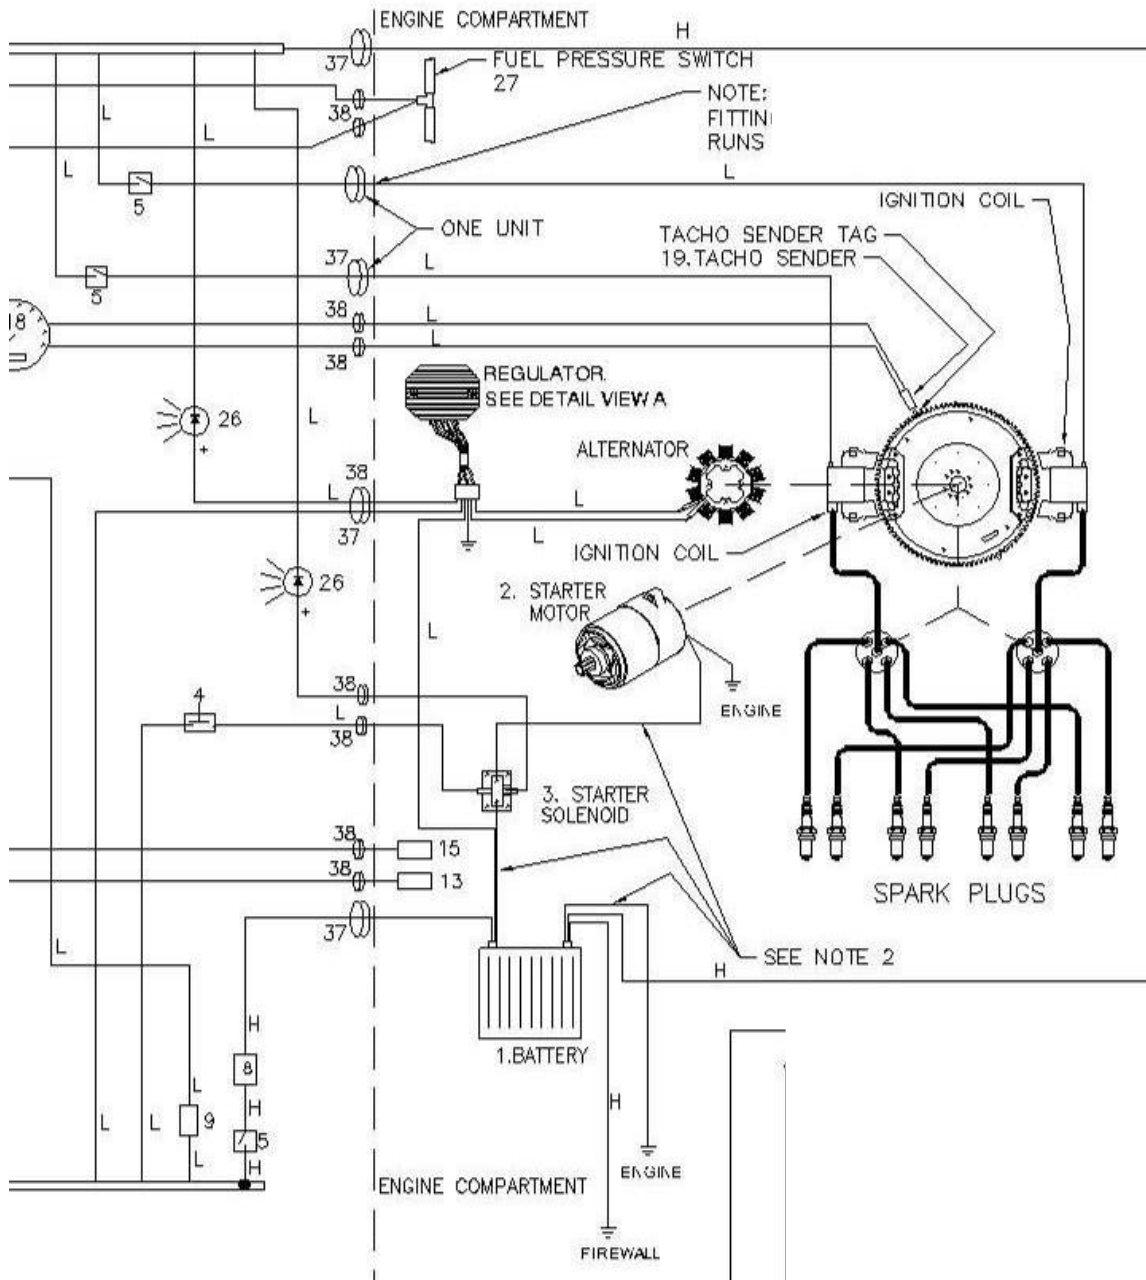 ENGINE COMPARTMENT
H
37
FUEL PRESSURE SWITCH
27
NOTE:
FITTIN
RUNS
38
L
L
L
L
5
IGNITION COIL
ONE UNIT
TACHO SENDER TAG
19.TACHO SENDER
37
L
5
18
38
L
38
L
REGULATOR.
SEE DETAIL VIEW A
26
+
L
ALTERNATOR
38
L
37
L
L
IGNITION COIL
26
+
2. STARTER
MOTOR
L
ENGINE
4
38
L
38
3. STARTER
SOLENOID
38
15
38
13
SPARK PLUGS
37
SEE NOTE 2
L
H
H
1.BATTERY
8
L
H
H
9
5
L
L
L
H
ENGINE
ENGINE COMPARTMENT
FIREWALL